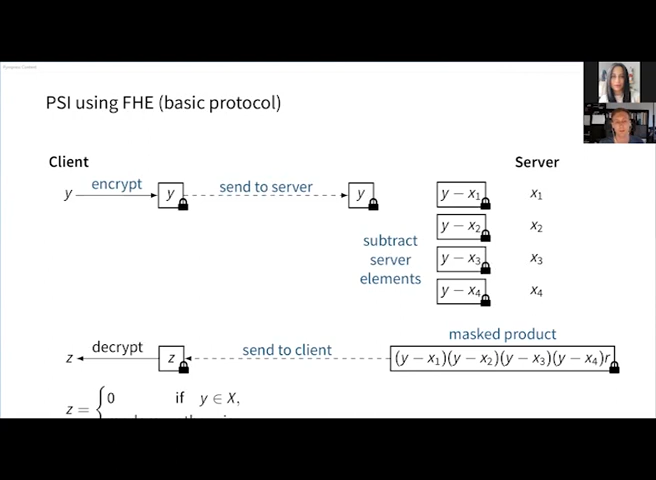 PSI using FHE (basic protocol)
Client
Server
y encrypt y send to server y
y − x₁ x₁
y − x₂ x₂
subtract
server
elements
y − x₃ x₃
y − x₄ x₄
masked product
z decrypt z send to client (y − x₁)(y − x₂)(y − x₃)(y − x₄)r
z = { 0 if y ∈ X,